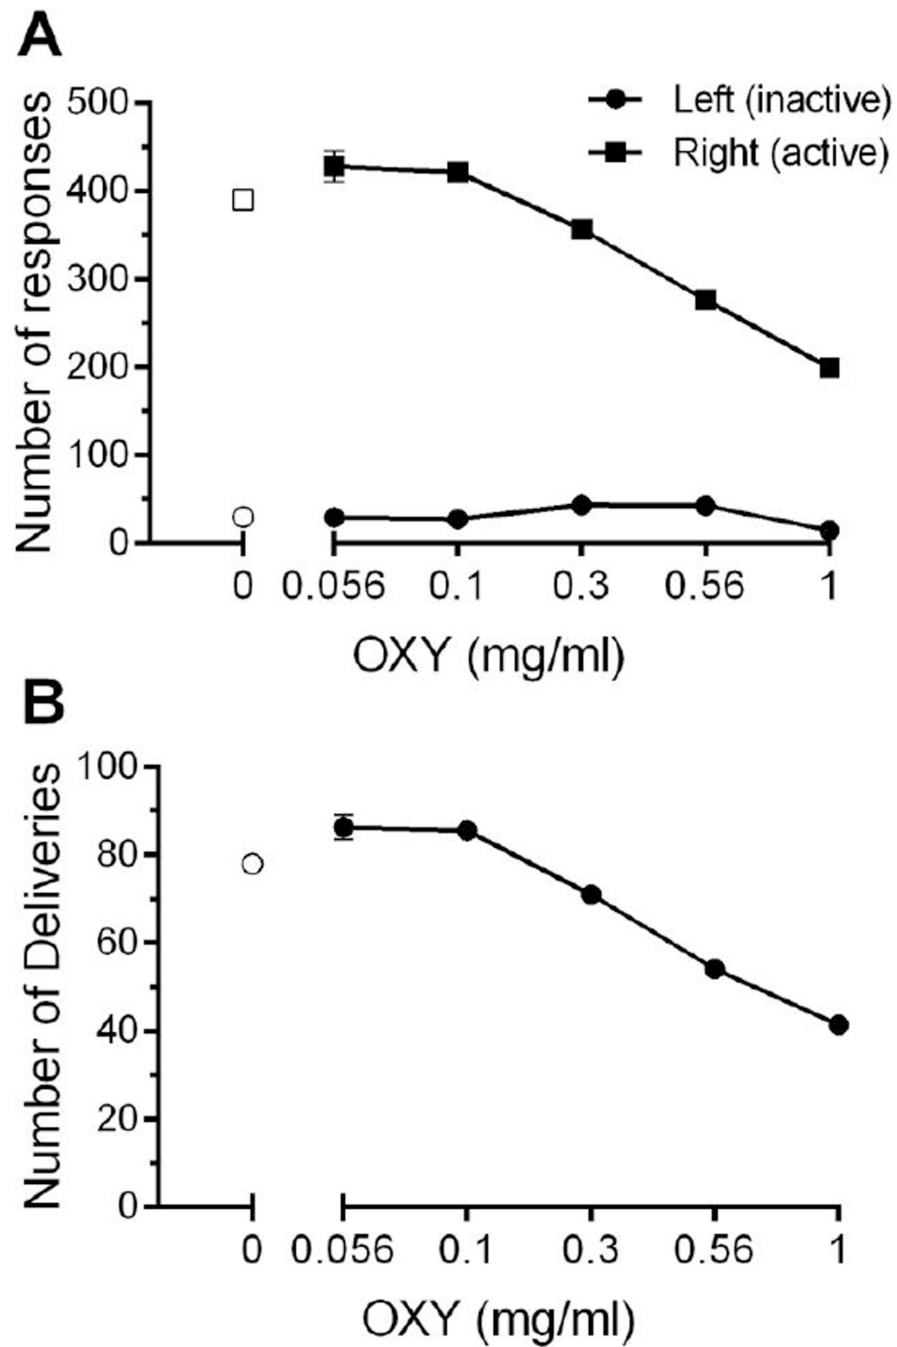 A
Number of responses
500
400
300
200
100
0
Left (inactive)
Right (active)
0 0.056 0.1 0.3 0.56 1
OXY (mg/ml)
B
Number of Deliveries
100
80
60
40
20
0
0 0.056 0.1 0.3 0.56 1
OXY (mg/ml)